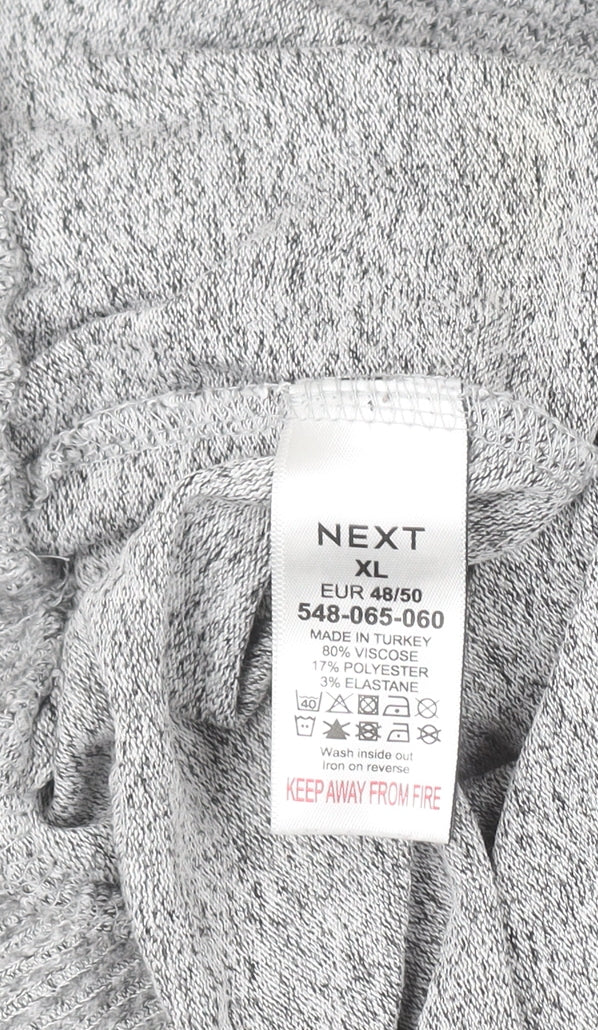 NEXT
XL
EUR 48/50
548-065-060
MADE IN TURKEY
80% VISCOSE
17% POLYESTER
3% ELASTANE
40
Wash inside out
Iron on reverse
KEEP AWAY FROM FIRE